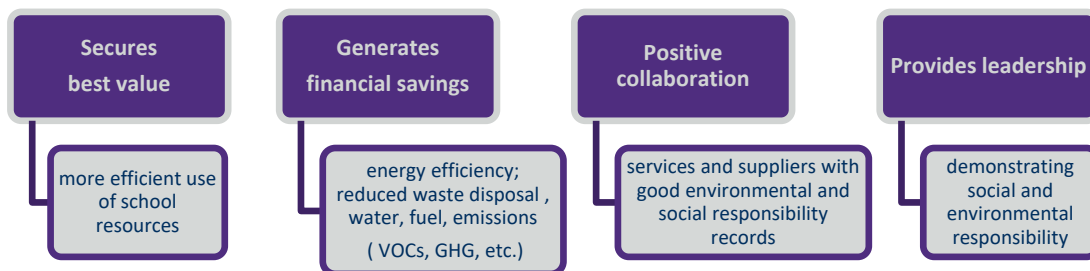 Secures
best value
more efficient use
of school
resources
Generates
financial savings
energy efficiency;
reduced waste disposal ,
water, fuel, emissions
( VOCs, GHG, etc.)
Positive
collaboration
services and suppliers with
good environmental and
social responsibility
records
Provides leadership
demonstrating
social and
environmental
responsibility